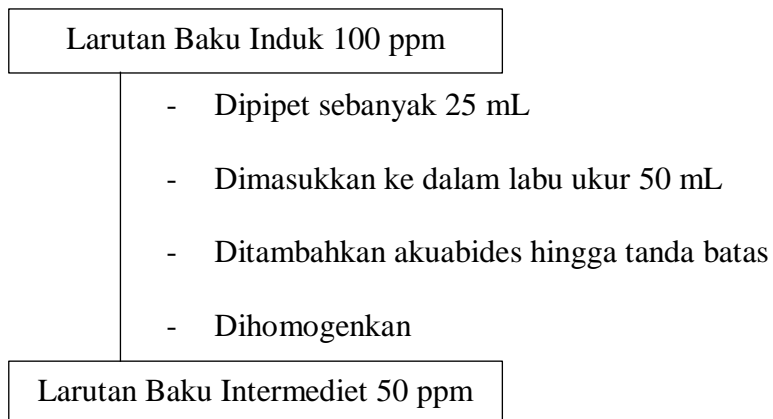 Larutan Baku Induk 100 ppm
- Dipipet sebanyak 25 mL
- Dimasukkan ke dalam labu ukur 50 mL
- Ditambahkan akuabides hingga tanda batas
- Dihomogenkan
Larutan Baku Intermediet 50 ppm